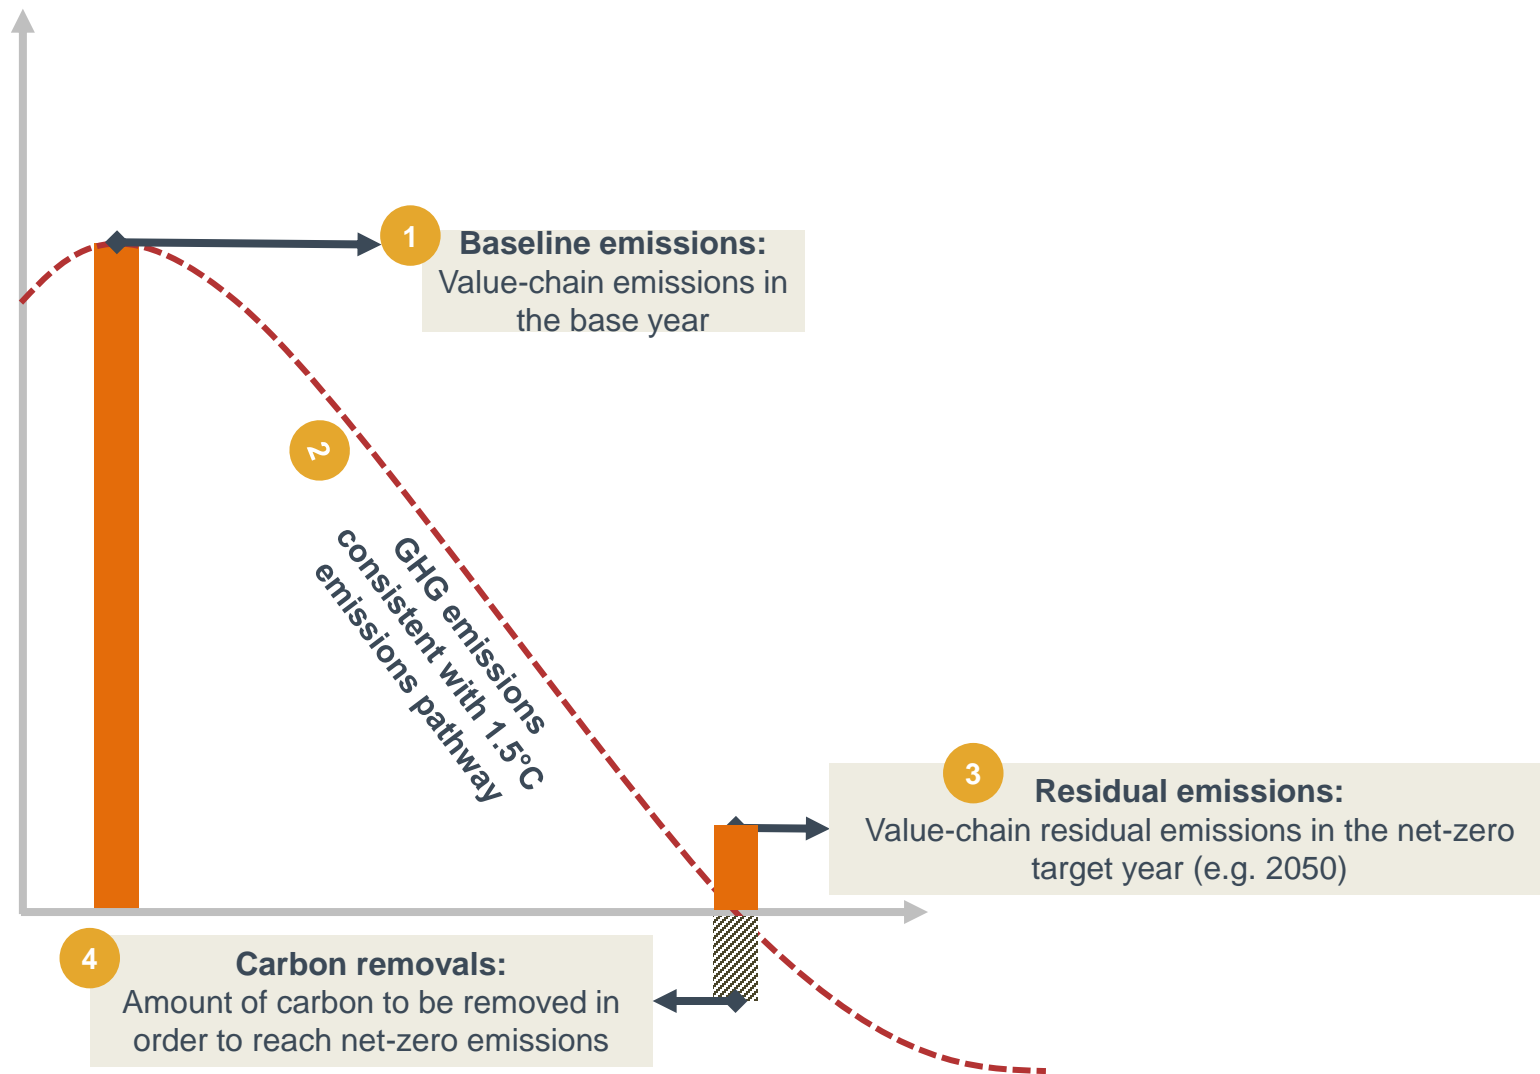 1
Baseline emissions:
Value-chain emissions in
the base year
2
GHG emissions
consistent with 1.5°C
emissions pathway
3
Residual emissions:
Value-chain residual emissions in the net-zero
target year (e.g. 2050)
4
Carbon removals:
Amount of carbon to be removed in
order to reach net-zero emissions